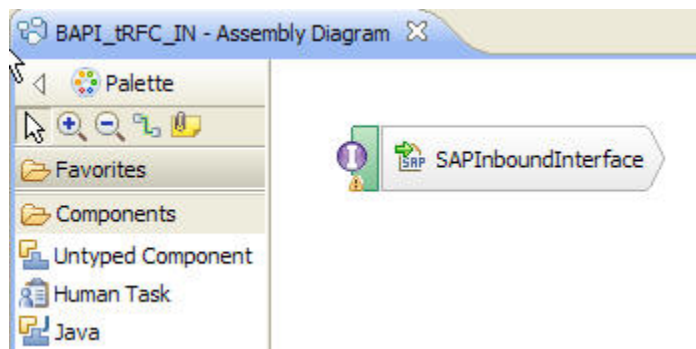 BAPI_tRFC_IN - Assembly Diagram
Palette
Favorites
Components
Untyped Component
Human Task
Java
I
SAP SAPInboundInterface